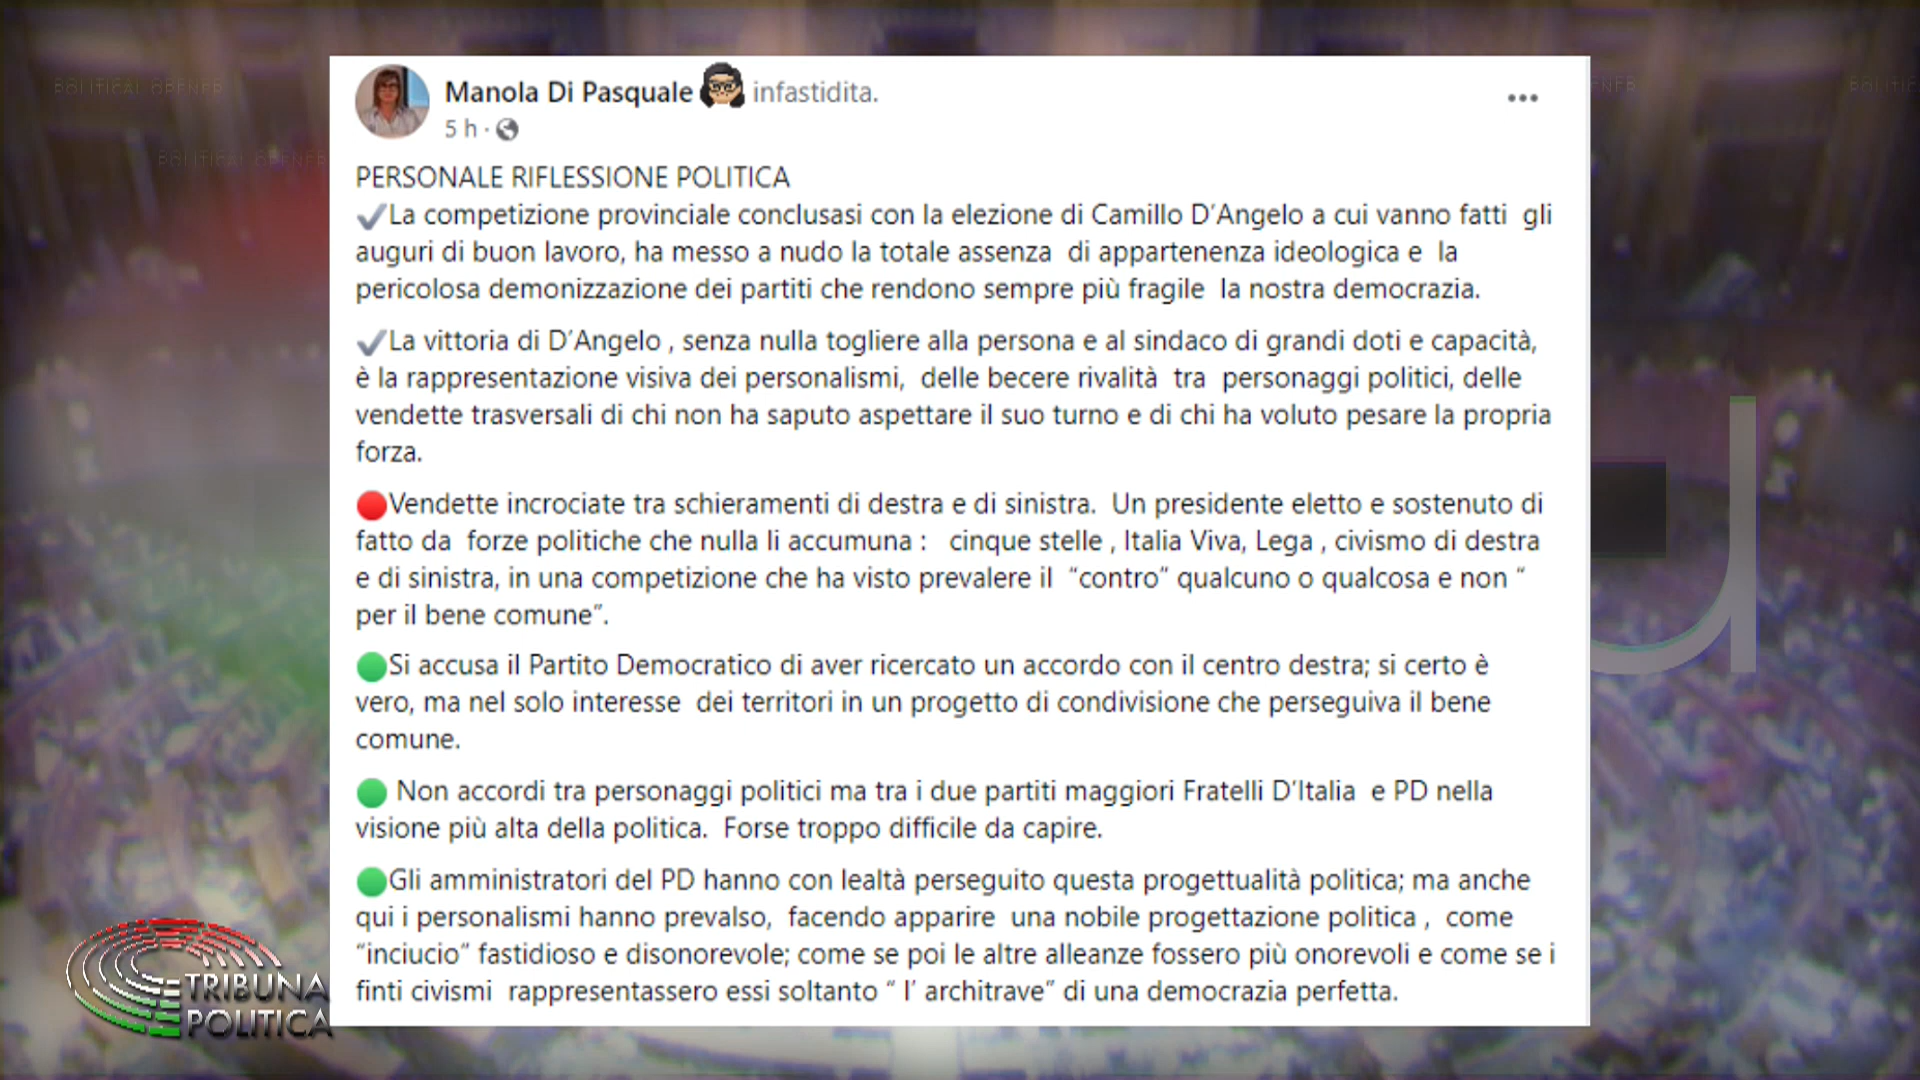 Manola Di Pasquale infastidita.
5 h ·
PERSONALE RIFLESSIONE POLITICA
✔La competizione provinciale conclusasi con la elezione di Camillo D'Angelo a cui vanno fatti gli
auguri di buon lavoro, ha messo a nudo la totale assenza di appartenenza ideologica e la
pericolosa demonizzazione dei partiti che rendono sempre più fragile la nostra democrazia.
✔La vittoria di D'Angelo , senza nulla togliere alla persona e al sindaco di grandi doti e capacità,
è la rappresentazione visiva dei personalismi, delle becere rivalità tra personaggi politici, delle
vendette trasversali di chi non ha saputo aspettare il suo turno e di chi ha voluto pesare la propria
forza.
🔴Vendette incrociate tra schieramenti di destra e di sinistra. Un presidente eletto e sostenuto di
fatto da forze politiche che nulla li accumuna : cinque stelle , Italia Viva, Lega , civismo di destra
e di sinistra, in una competizione che ha visto prevalere il “contro” qualcuno o qualcosa e non “
per il bene comune”.
🟢Si accusa il Partito Democratico di aver ricercato un accordo con il centro destra; si certo è
vero, ma nel solo interesse dei territori in un progetto di condivisione che perseguiva il bene
comune.
🟢 Non accordi tra personaggi politici ma tra i due partiti maggiori Fratelli D'Italia e PD nella
visione più alta della politica. Forse troppo difficile da capire.
🟢Gli amministratori del PD hanno con lealtà perseguito questa progettualità politica; ma anche
qui i personalismi hanno prevalso, facendo apparire una nobile progettazione politica , come
“inciucio” fastidioso e disonorevole; come se poi le altre alleanze fossero più onorevoli e come se i
finti civismi rappresentassero essi soltanto “ l' architrave” di una democrazia perfetta.
TRIBUNA
POLITICA
POLITICAL OPENER
POLITICAL OPENER